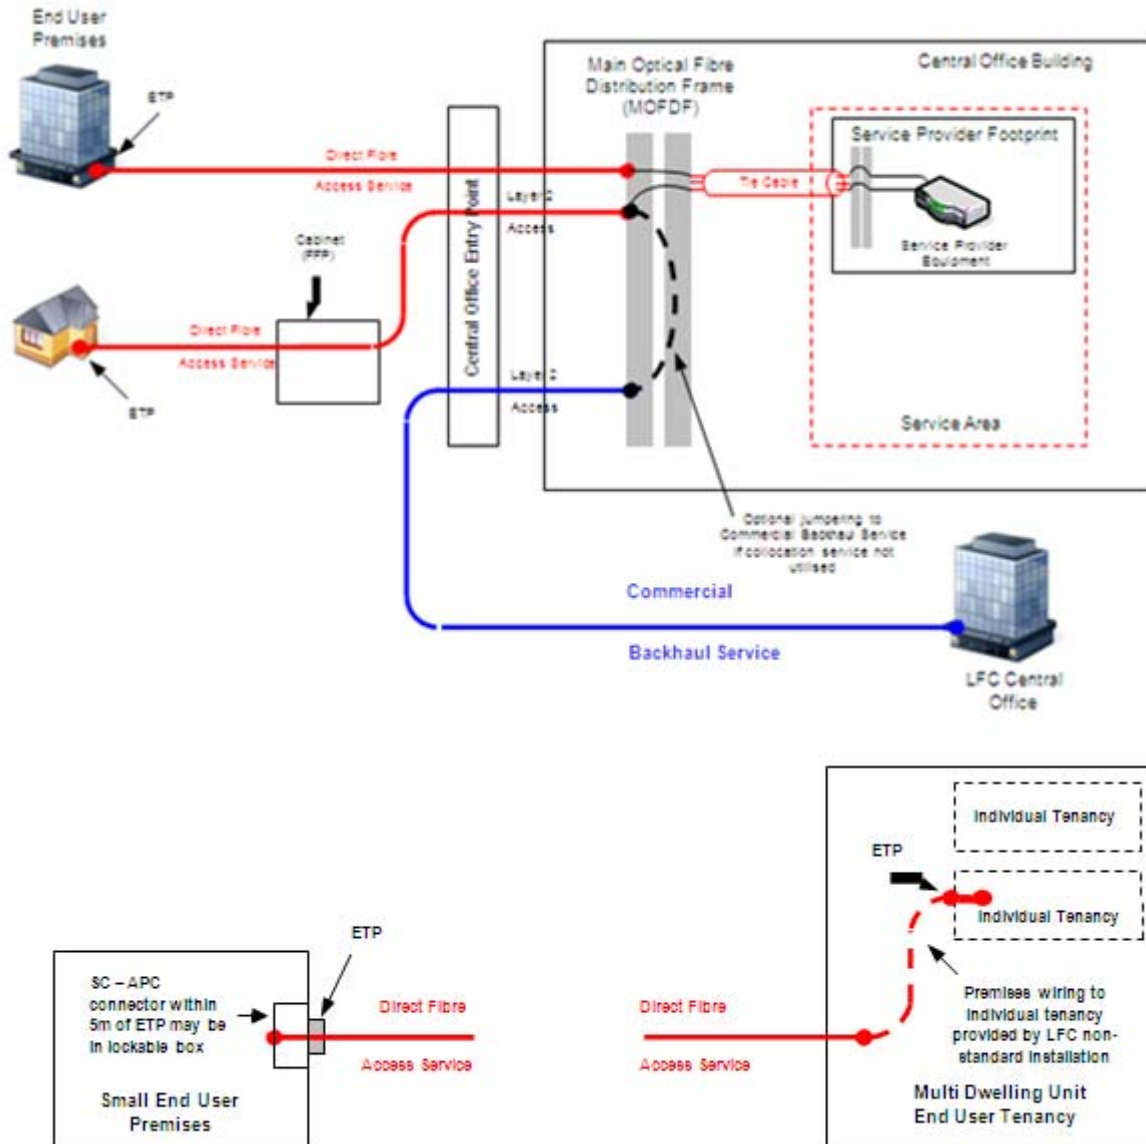 End User
Premises
ETP
Direct Fibre
Access Service
Cabinet
(FFP)
Direct Fibre
Access Service
ETP
Central Office Entry Point
Layer 2
Access
Layer 2
Access
Main Optical Fibre
Distribution Frame
(MOFDF)
Central Office Building
Service Provider Footprint
Tie Cable
Service Provider
Equipment
Service Area
Optional jumpering to
Commercial Backhaul Service
if collocation service not
utilised
Commercial
Backhaul Service
LFC Central
Office
Individual Tenancy
ETP
Individual Tenancy
ETP
SC – APC
connector within
5m of ETP may be
in lockable box
Direct Fibre
Access Service
Small End User
Premises
Direct Fibre
Access Service
Premises wiring to
individual tenancy
provided by LFC non-
standard installation
Multi Dwelling Unit
End User Tenancy